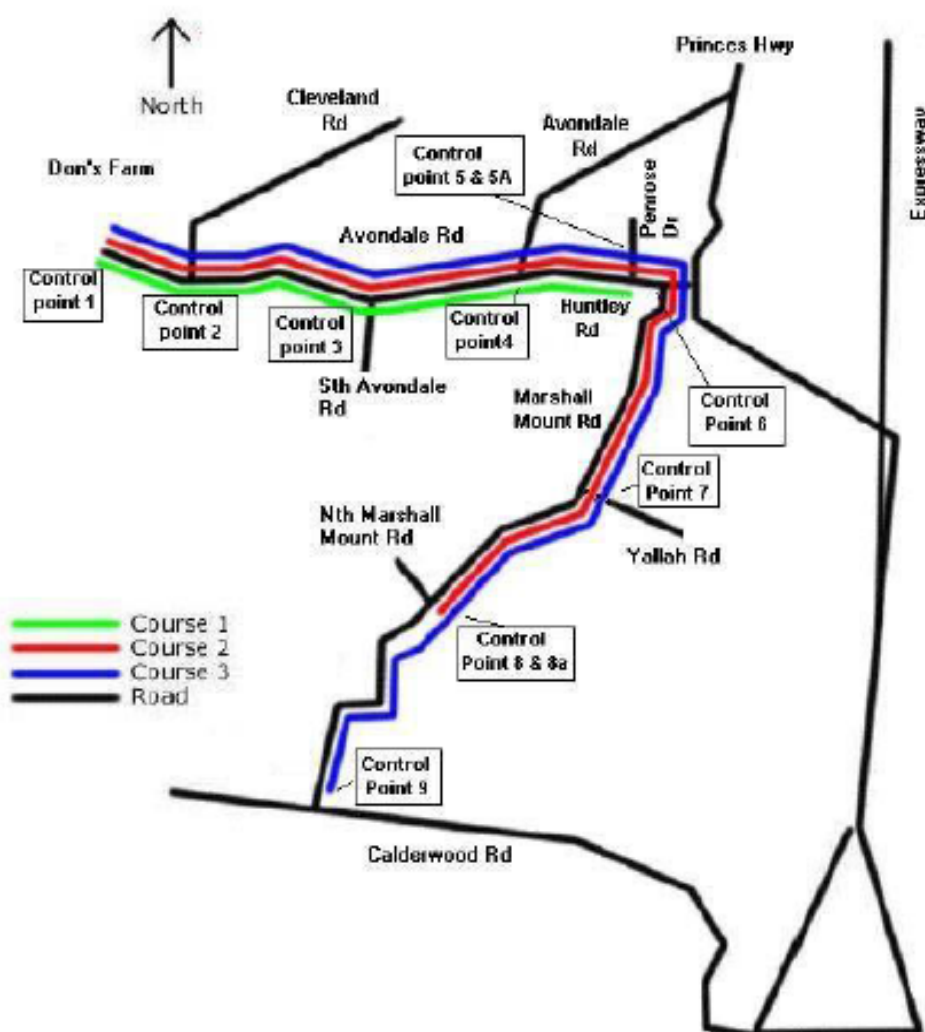 Princes Hwy
North
Cleveland
Rd
Avondale
Rd
Expressway
Don's Farm
Control
point 5 & 5A
Penrose
Dr
Avondale Rd
Control
point 1
Control
point 2
Control
point 3
Control
point4
Huntley
Rd
Sth Avondale
Rd
Marshall
Mount Rd
Control
Point 6
Control
Point 7
Nth Marshall
Mount Rd
Yallah Rd
Course 1
Course 2
Course 3
Road
Control
Point 8 & 8a
Control
Point 9
Calderwood Rd